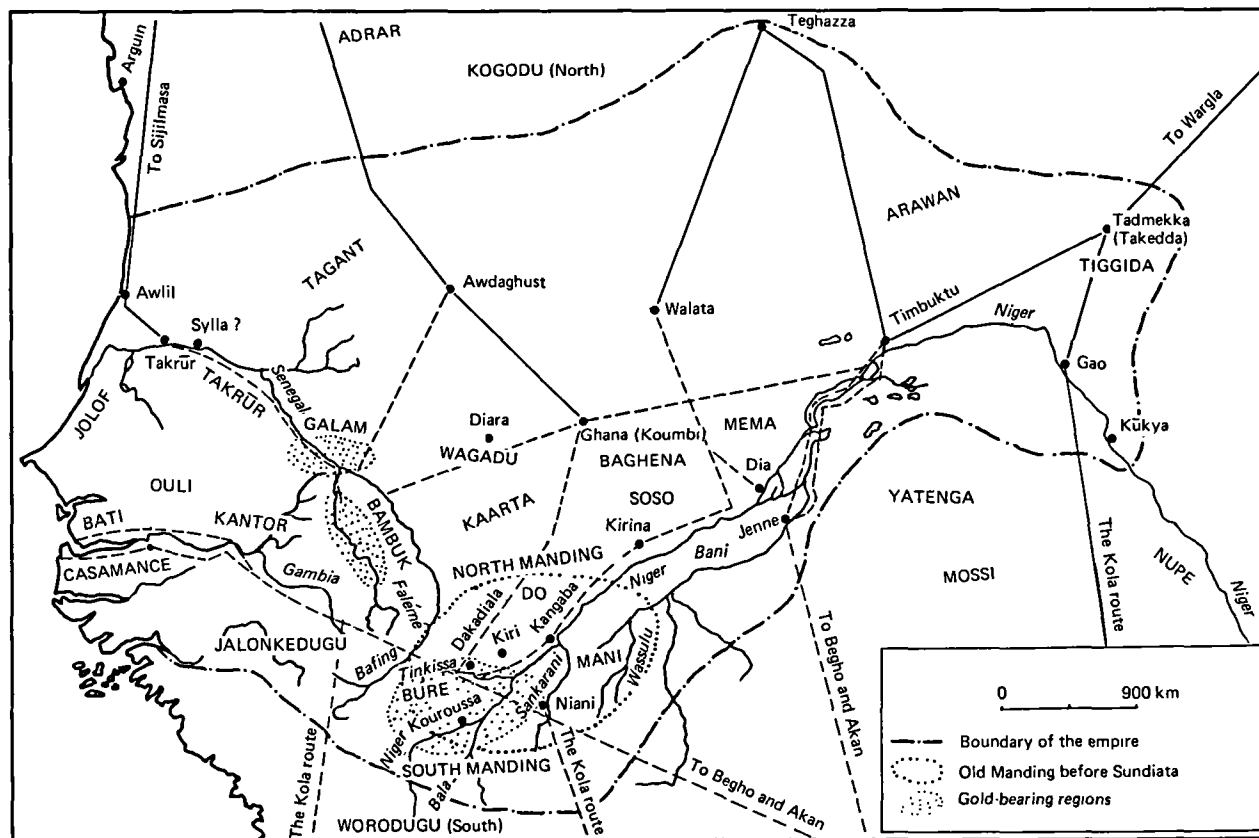 Teghazza
ADRAR
Arguin
KOGODU (North)
To Sijilmasa
To Wargla
ARAWAN
Tadmekka
(Takedda)
TIGGIDA
TAGANT
Awdaghust
Awlil
Walata
Timbuktu
Niger
Sylla ?
Takrūr
TAKRŪR
Senegal
Gao
JOLOF
GALAM
Diara
WAGADU
Ghana (Koumbi)
MEMA
BAGHENA
Kūkya
OULI
Dia
KAARTA
SOSO
YATENGA
BATI
KANTOR
BAMBUK
Kirina
Jenne
CASAMANCE
Gambia
Falémé
NORTH MANDING
Niger
Bani
MOSSI
The Kola route
NUPE
Niger
DO
Dakadiala
Kiri
Kangaba
JALONKEDUGU
Bafing
Tinkissa
BURE
MANI
Wassulu
Sankarani
To Begho and Akan
Kouroussa
Niani
Niger
SOUTH MANDING
Bala
The Kola route
The Kola route
To Begho and Akan
WORODUGU (South)
0 900 km
Boundary of the empire
Old Manding before Sundiata
Gold-bearing regions